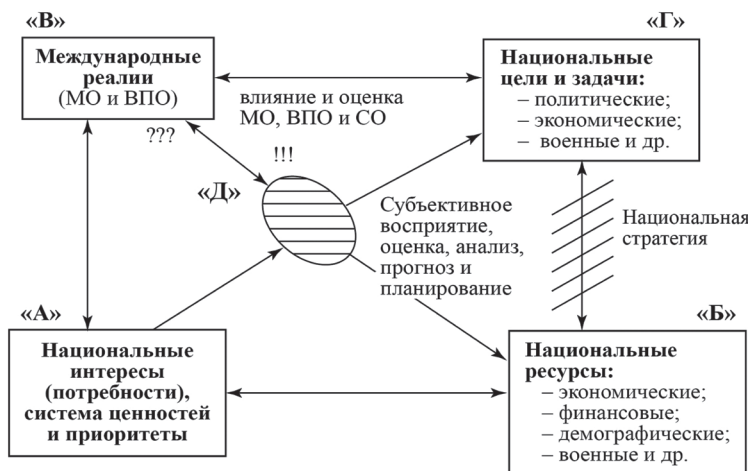 «В»
Международные
реалии
(МО и ВПО)
«Г»
Национальные
цели и задачи:
– политические;
– экономические;
– военные и др.
влияние и оценка
МО, ВПО и СО
???
!!!
«Д»
Субъективное
восприятие,
оценка, анализ,
прогноз и
планирование
Национальная
стратегия
«А»
Национальные
интересы
(потребности),
система ценностей
и приоритеты
«Б»
Национальные
ресурсы:
– экономические;
– финансовые;
– демографические;
– военные и др.